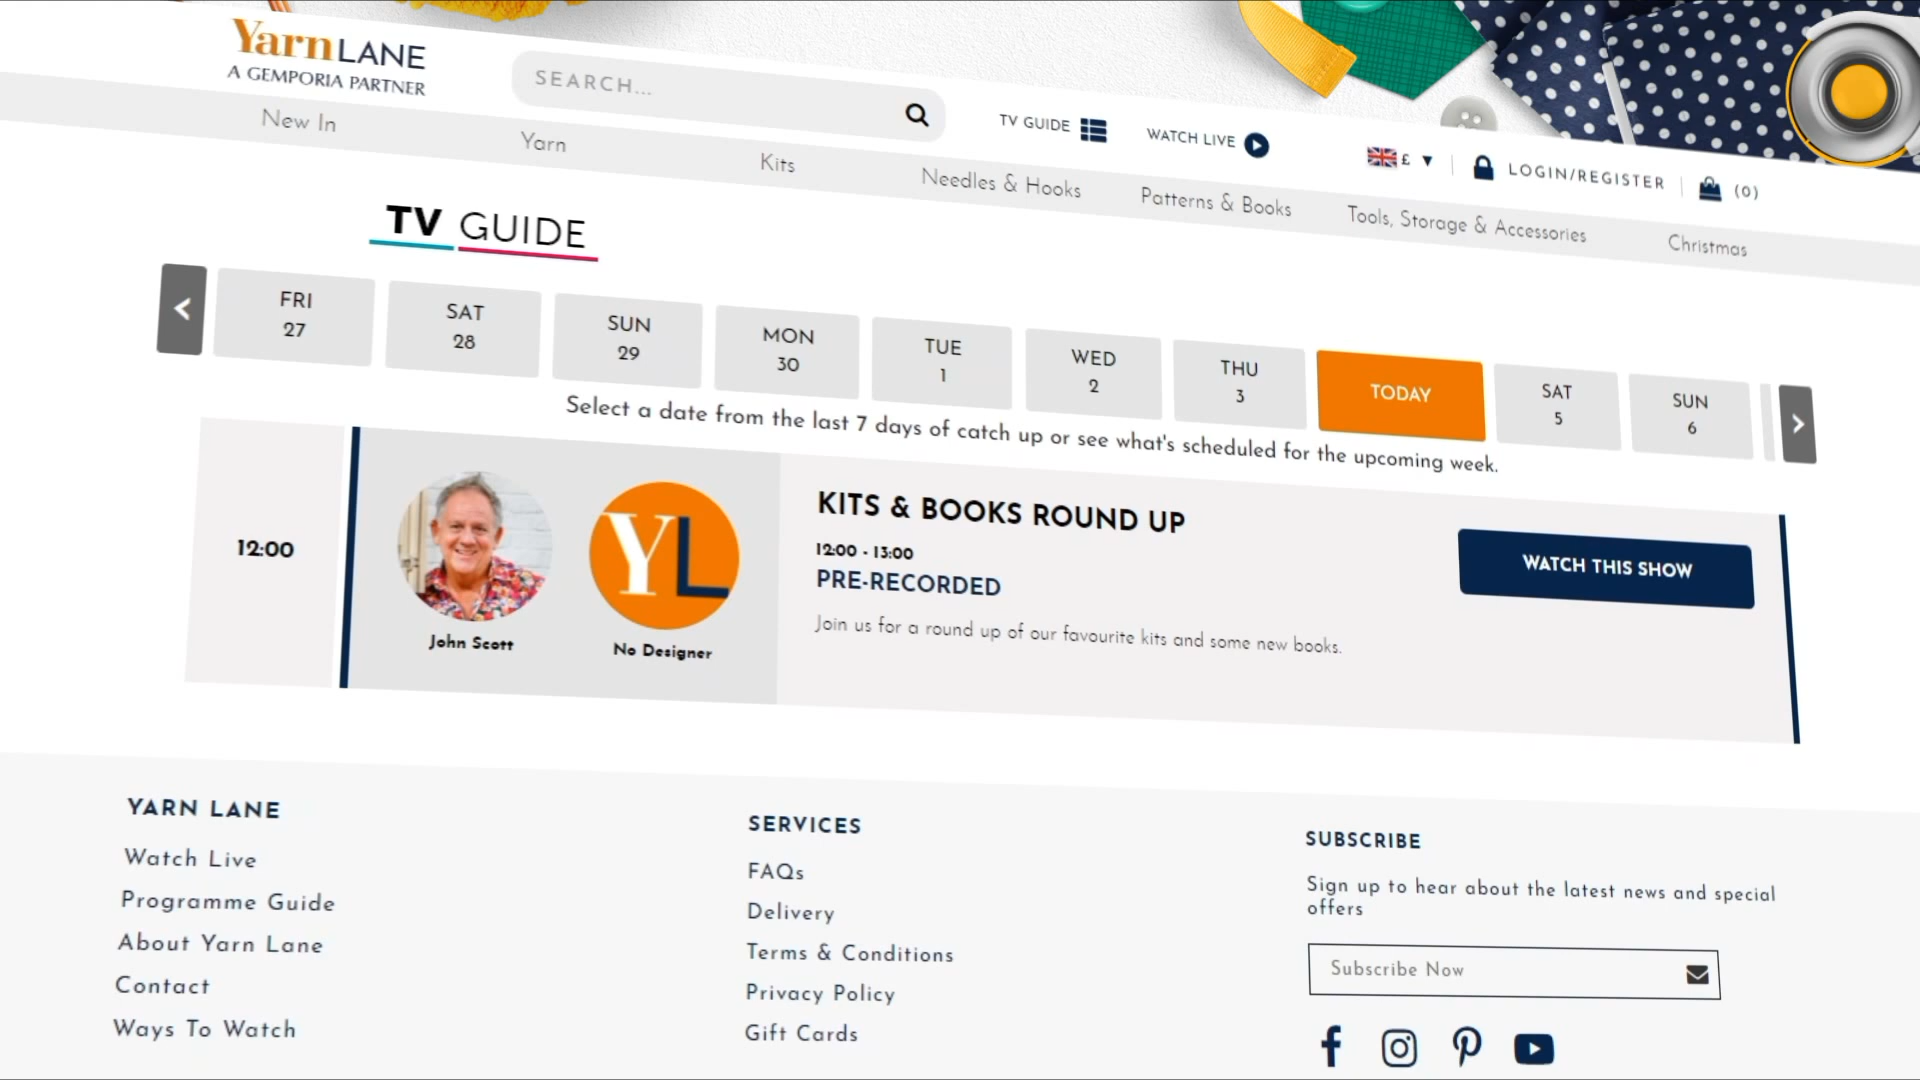 YarnLANE
A GEMPORIA PARTNER
SEARCH...
TV GUIDE
WATCH LIVE
£
LOGIN/REGISTER
(0)
New In
Yarn
Kits
Needles & Hooks
Patterns & Books
Tools, Storage & Accessories
Christmas
TV GUIDE
<
FRI
27
SAT
28
SUN
29
MON
30
TUE
1
WED
2
THU
3
TODAY
SAT
5
SUN
6
>
Select a date from the last 7 days of catch up or see what's scheduled for the upcoming week.
12:00
YL
John Scott
No Designer
KITS & BOOKS ROUND UP
12:00 - 13:00
PRE-RECORDED
Join us for a round up of our favourite kits and some new books.
WATCH THIS SHOW
YARN LANE
Watch Live
Programme Guide
About Yarn Lane
Contact
Ways To Watch
SERVICES
FAQs
Delivery
Terms & Conditions
Privacy Policy
Gift Cards
SUBSCRIBE
Sign up to hear about the latest news and special
offers
Subscribe Now